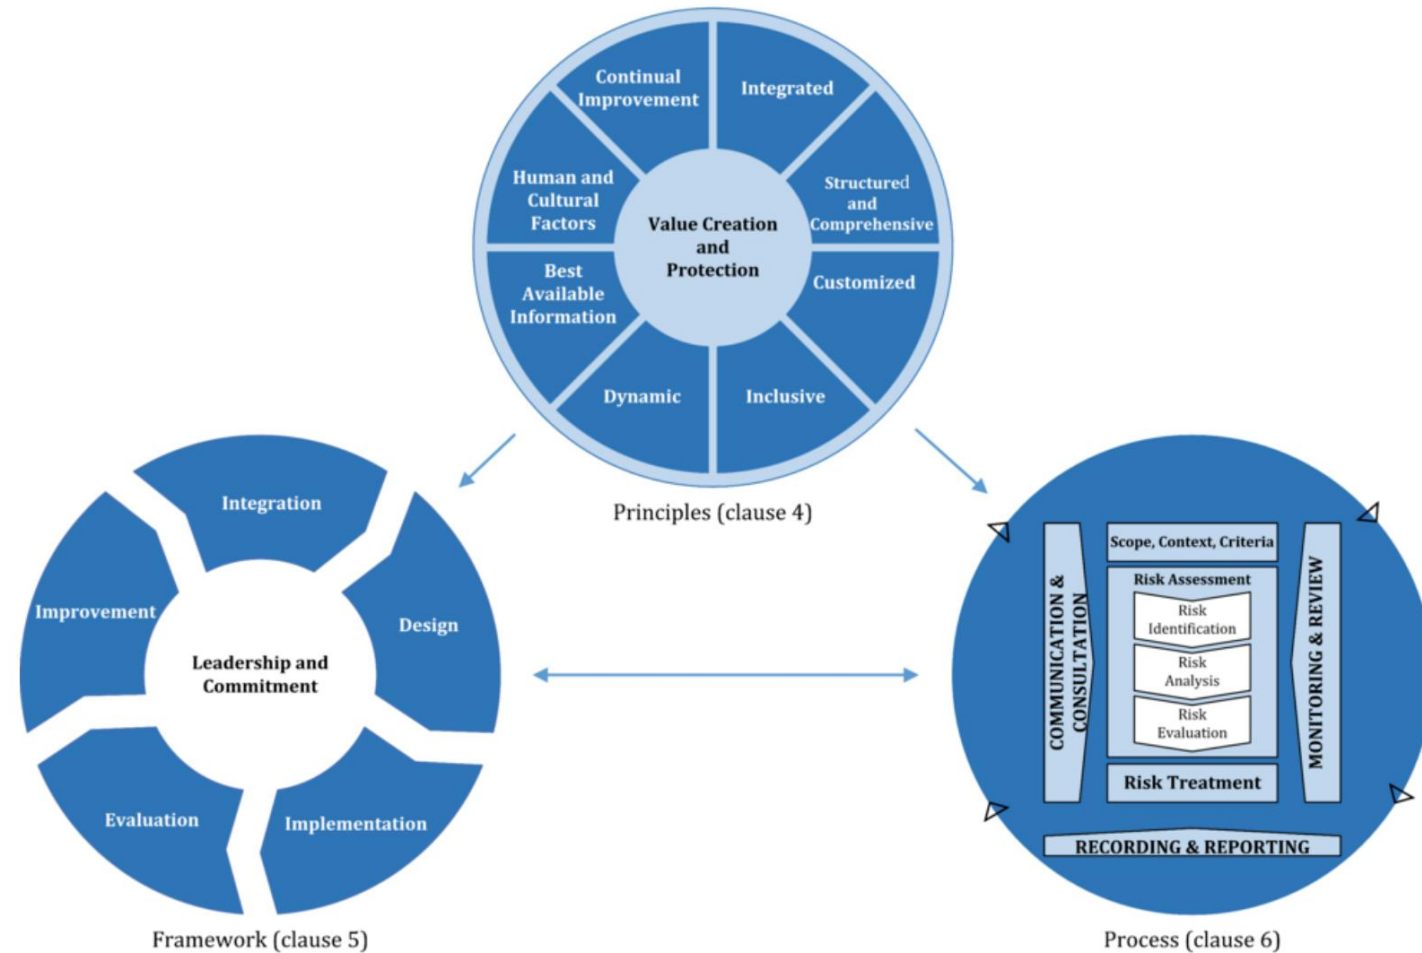 Continual
Improvement
Integrated
Human and
Cultural
Factors
Structured
and
Comprehensive
Value Creation
and
Protection
Best
Available
Information
Customized
Dynamic
Inclusive
Principles (clause 4)
Integration
Improvement
Design
Leadership and
Commitment
Evaluation
Implementation
Framework (clause 5)
COMMUNICATION &
CONSULTATION
Scope, Context, Criteria
Risk Assessment
Risk
Identification
Risk
Analysis
Risk
Evaluation
Risk Treatment
MONITORING & REVIEW
RECORDING & REPORTING
Process (clause 6)